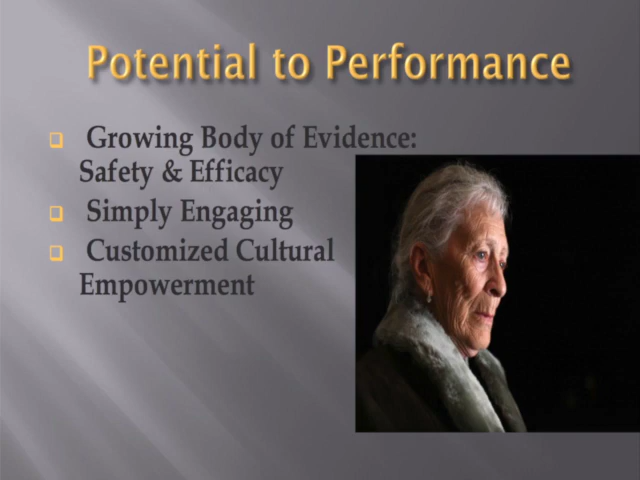 Potential to Performance
Growing Body of Evidence:
Safety & Efficacy
Simply Engaging
Customized Cultural
Empowerment